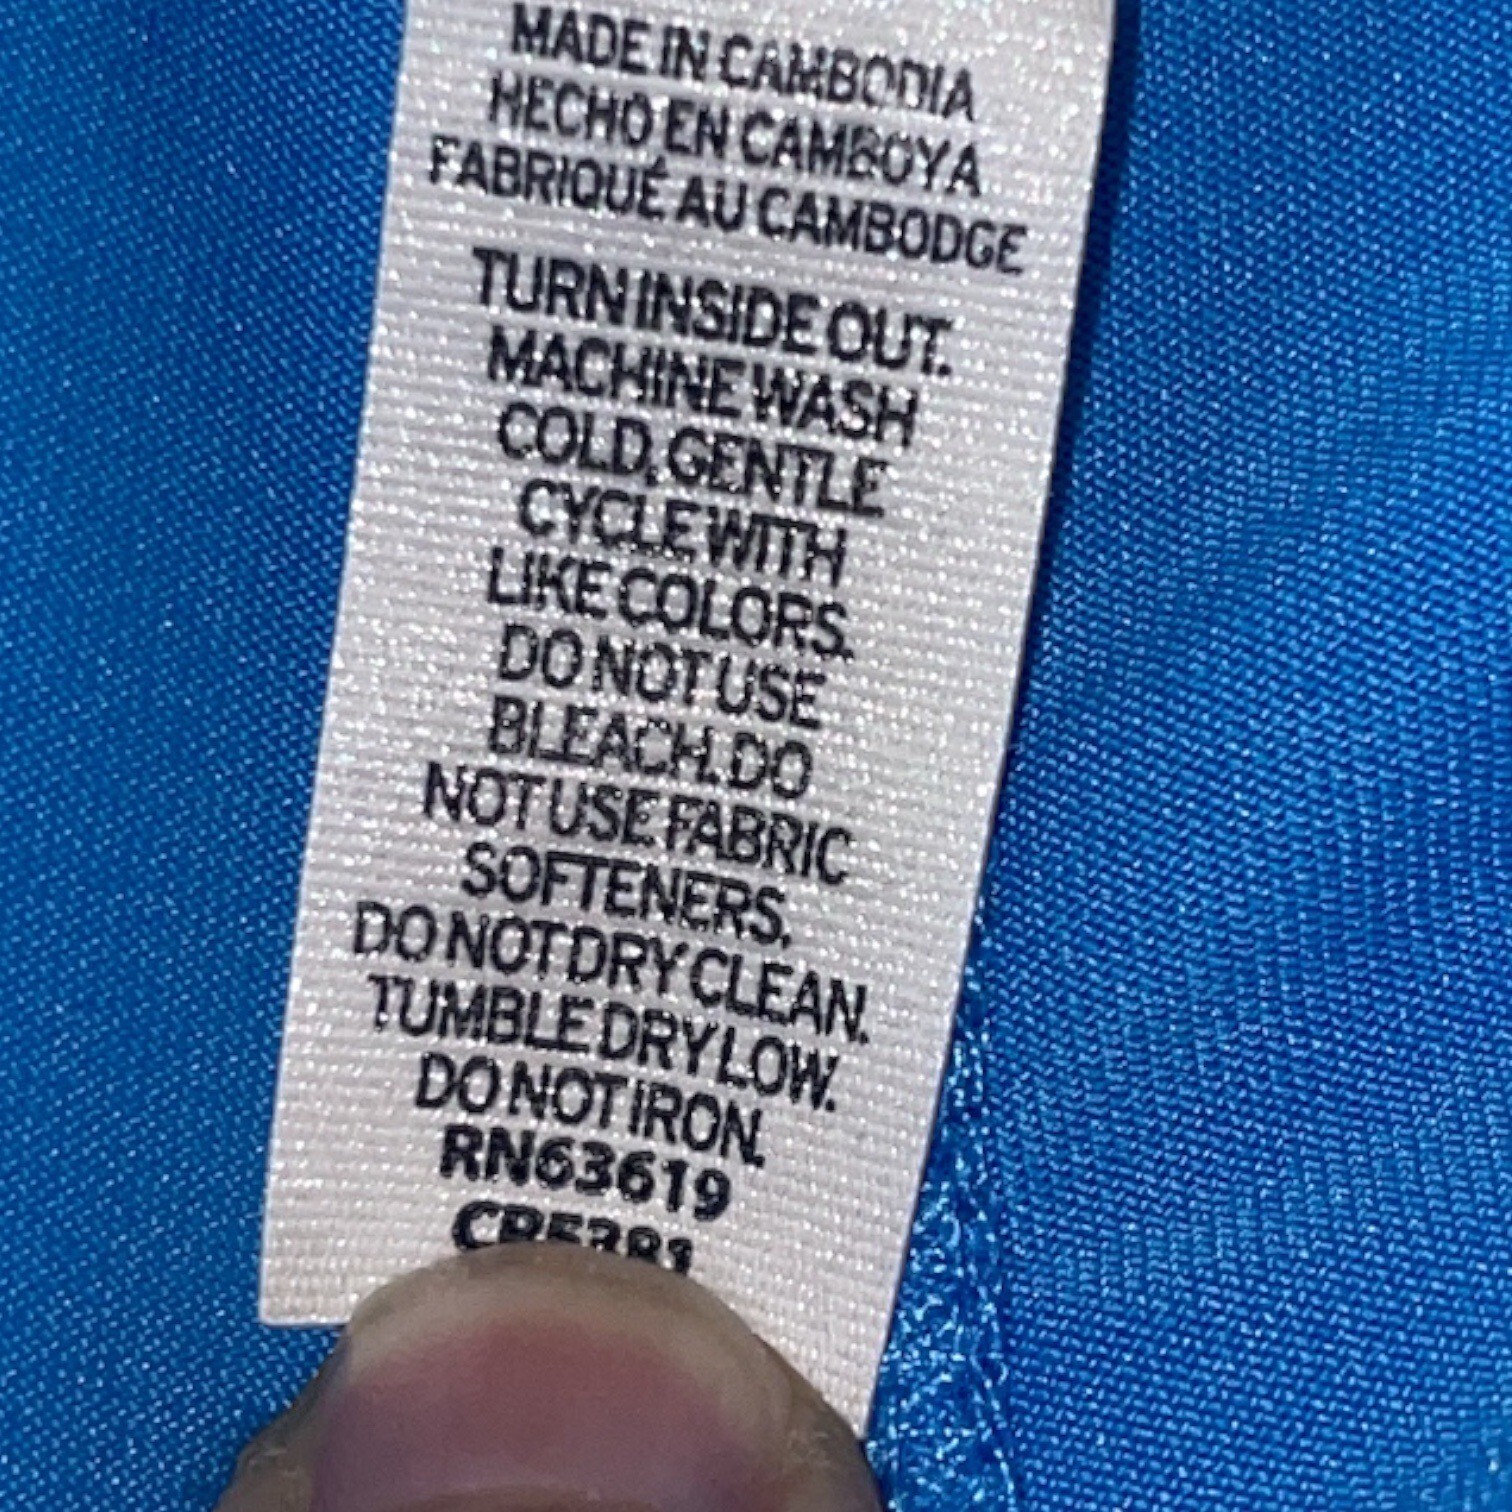 MADE IN CAMBODIA
HECHO EN CAMBOYA
FABRIQUÉ AU CAMBODGE
TURN INSIDE OUT.
MACHINE WASH
COLD, GENTLE
CYCLE WITH
LIKE COLORS.
DO NOT USE
BLEACH. DO
NOT USE FABRIC
SOFTENERS.
DO NOT DRY CLEAN.
TUMBLE DRY LOW.
DO NOT IRON.
RN63619